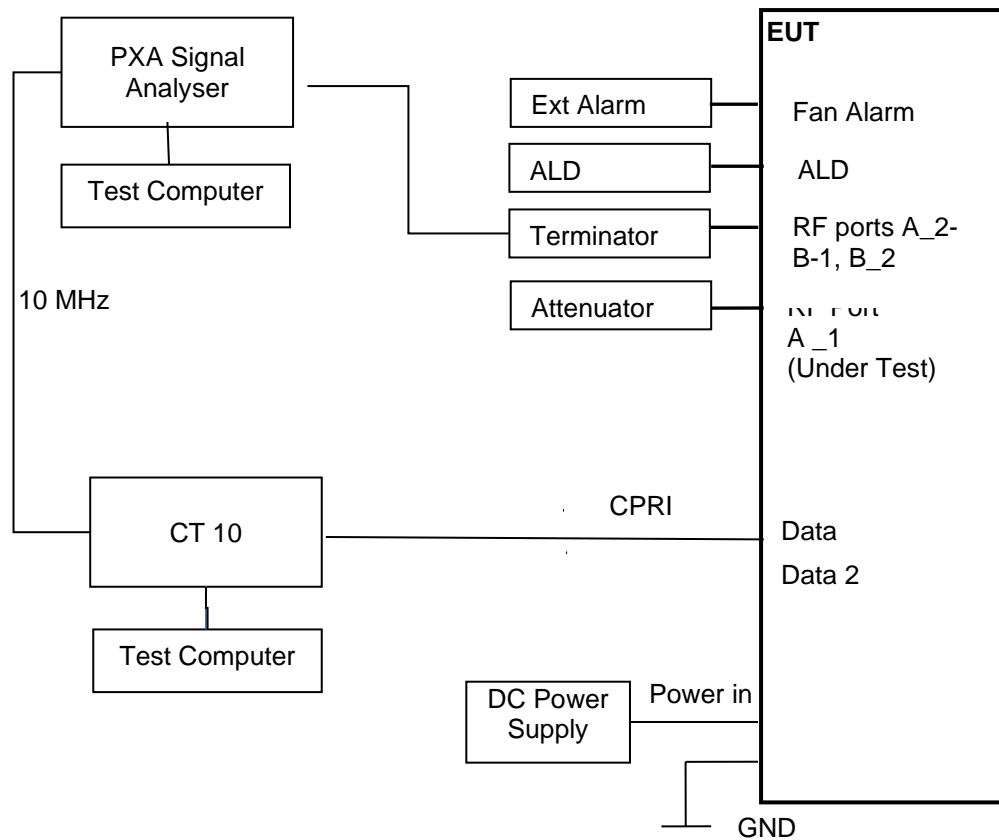 EUT
PXA Signal
Analyser
Ext Alarm
Fan Alarm
Test Computer
ALD
ALD
Terminator
RF ports A_2-
B-1, B_2
10 MHz
Attenuator
RF Port
A _1
(Under Test)
CT 10
CPRI
Data
Data 2
Test Computer
DC Power
Supply
Power in
GND